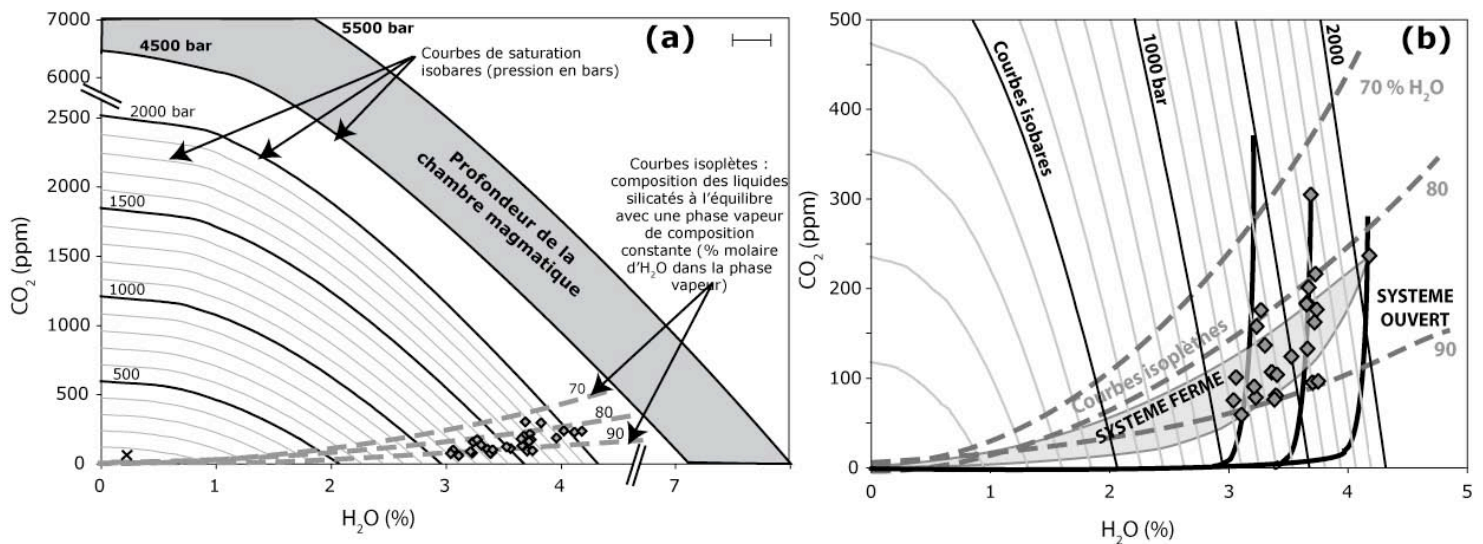 (a)
7000
6000
2500
2000
1500
1000
500
0
CO₂ (ppm)
5500 bar
4500 bar
2000 bar
1500
1000
500
Courbes de saturation
isobares (pression en bars)
Profondeur de la
chambre magmatique
Courbes isoplètes :
composition des liquides
silicatés à l'équilibre
avec une phase vapeur
de composition
constante (% molaire
d'H₂O dans la phase
vapeur)
70
80
90
0
1
2
3
4
7
H₂O (%)
(b)
500
400
300
200
100
0
CO₂ (ppm)
Courbes isobares
1000 bar
2000
70 % H₂O
80
90
Courbes isoplèthes
SYSTEME FERME
SYSTEME
OUVERT
0
1
2
3
4
5
H₂O (%)